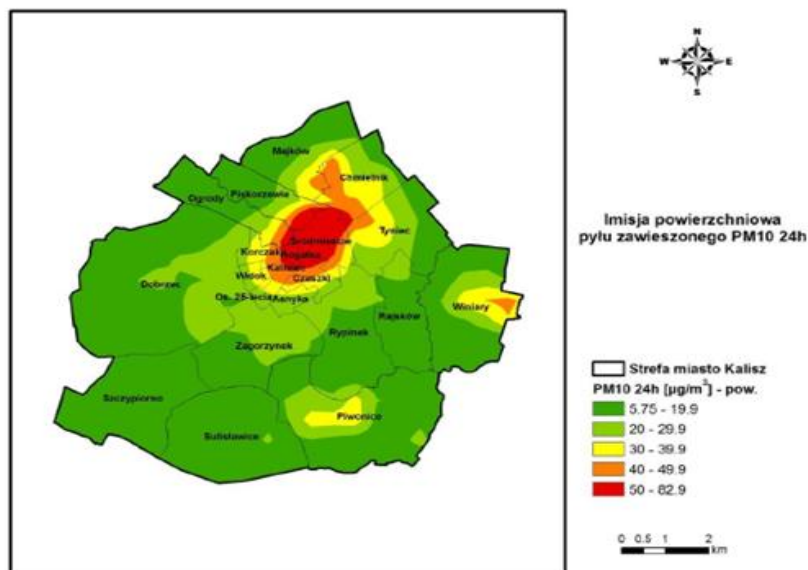 N
W E
S
Majków
Chmielnik
Ogrody
Piskorzewie
Tyniec
Śródmieście
Rogatka
Korczak
Kaliniec
Widok
Czaszki
Dobrzec
Os. 25-lecia
Asnyka
Winiary
Rajsków
Rypinek
Zagorzynek
Szczypiorno
Piwonice
Sulisławice
Imisja powierzchniowa
pyłu zawieszonego PM10 24h
Strefa miasto Kalisz
PM10 24h [µg/m³] - pow.
5.75 - 19.9
20 - 29.9
30 - 39.9
40 - 49.9
50 - 82.9
0 0.5 1 2
km